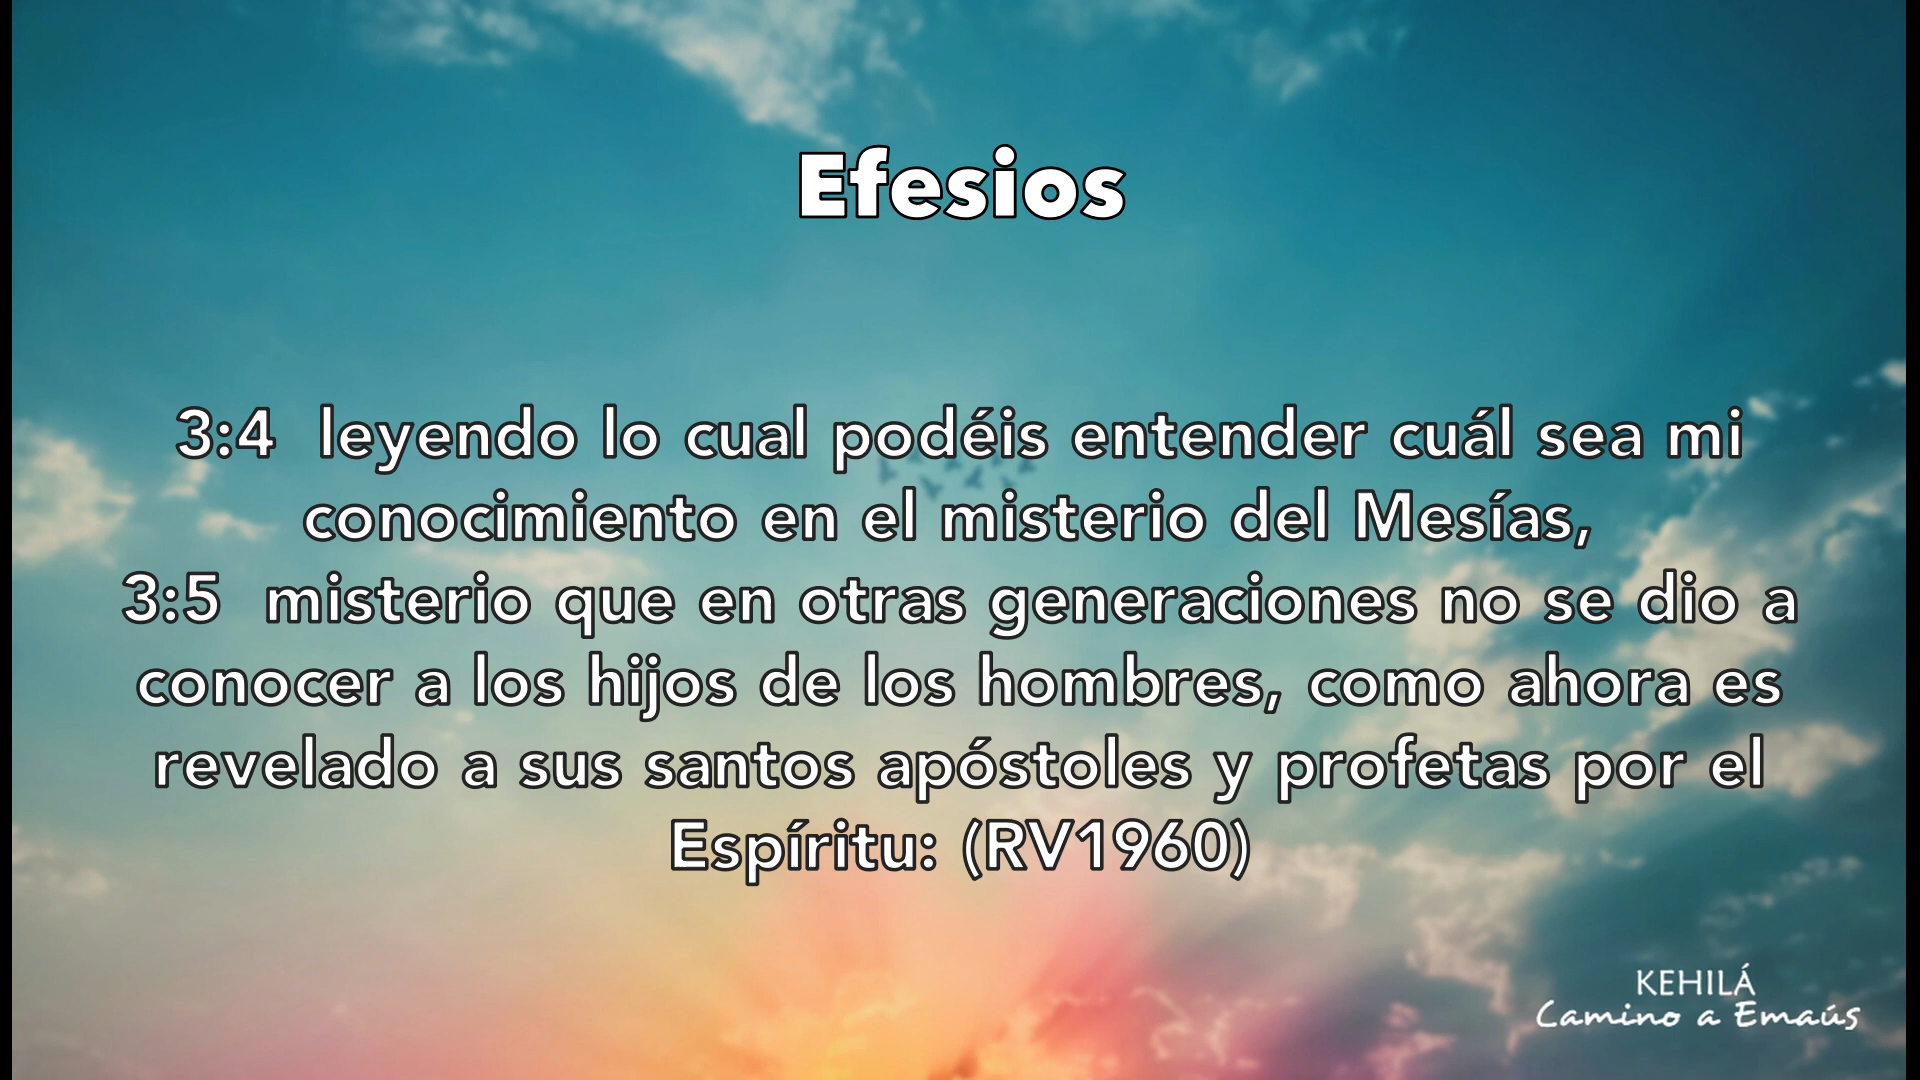 Efesios
3:4  leyendo lo cual podéis entender cuál sea mi
conocimiento en el misterio del Mesías,
3:5  misterio que en otras generaciones no se dio a
conocer a los hijos de los hombres, como ahora es
revelado a sus santos apóstoles y profetas por el
Espíritu: (RV1960)
KEHILÁ
Camino a Emaús